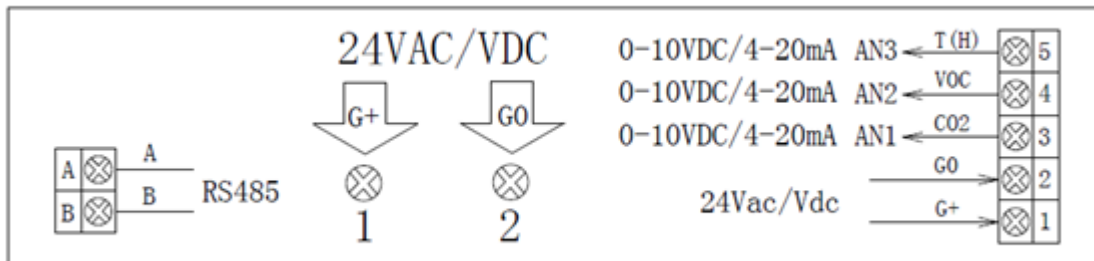 24VAC/VDC
G+ G0
1 2
A A
B B
RS485
0-10VDC/4-20mA AN3 T(H) 5
0-10VDC/4-20mA AN2 VOC 4
0-10VDC/4-20mA AN1 CO2 3
G0 2
24Vac/Vdc
G+ 1